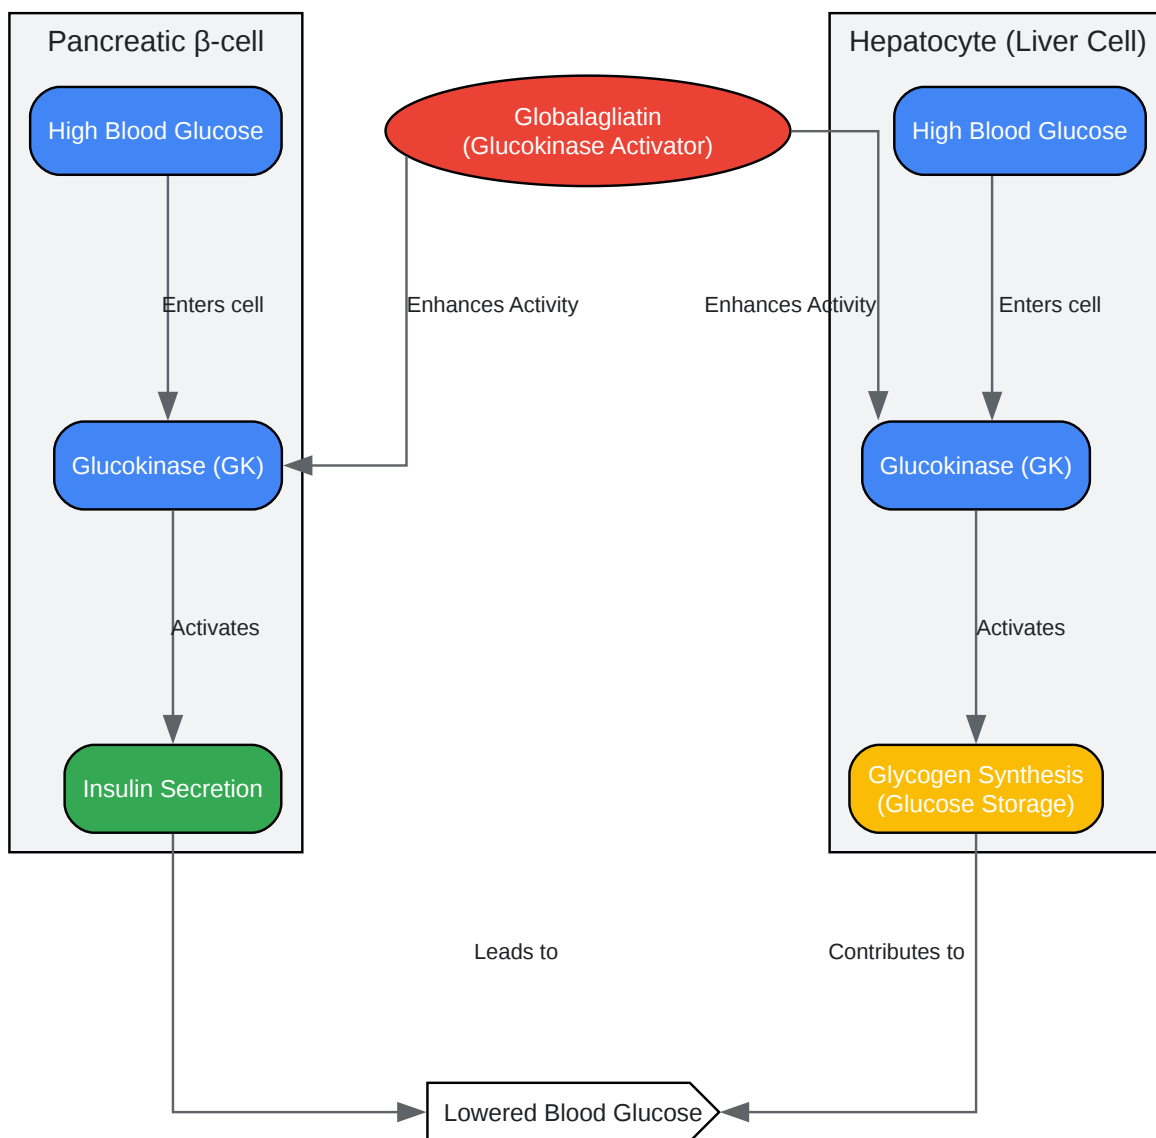 Pancreatic β-cell
Hepatocyte (Liver Cell)
High Blood Glucose
Globalagliatin
(Glucokinase Activator)
High Blood Glucose
Enters cell
Enhances Activity
Enhances Activity
Enters cell
Glucokinase (GK)
Glucokinase (GK)
Activates
Activates
Insulin Secretion
Glycogen Synthesis
(Glucose Storage)
Leads to
Contributes to
Lowered Blood Glucose